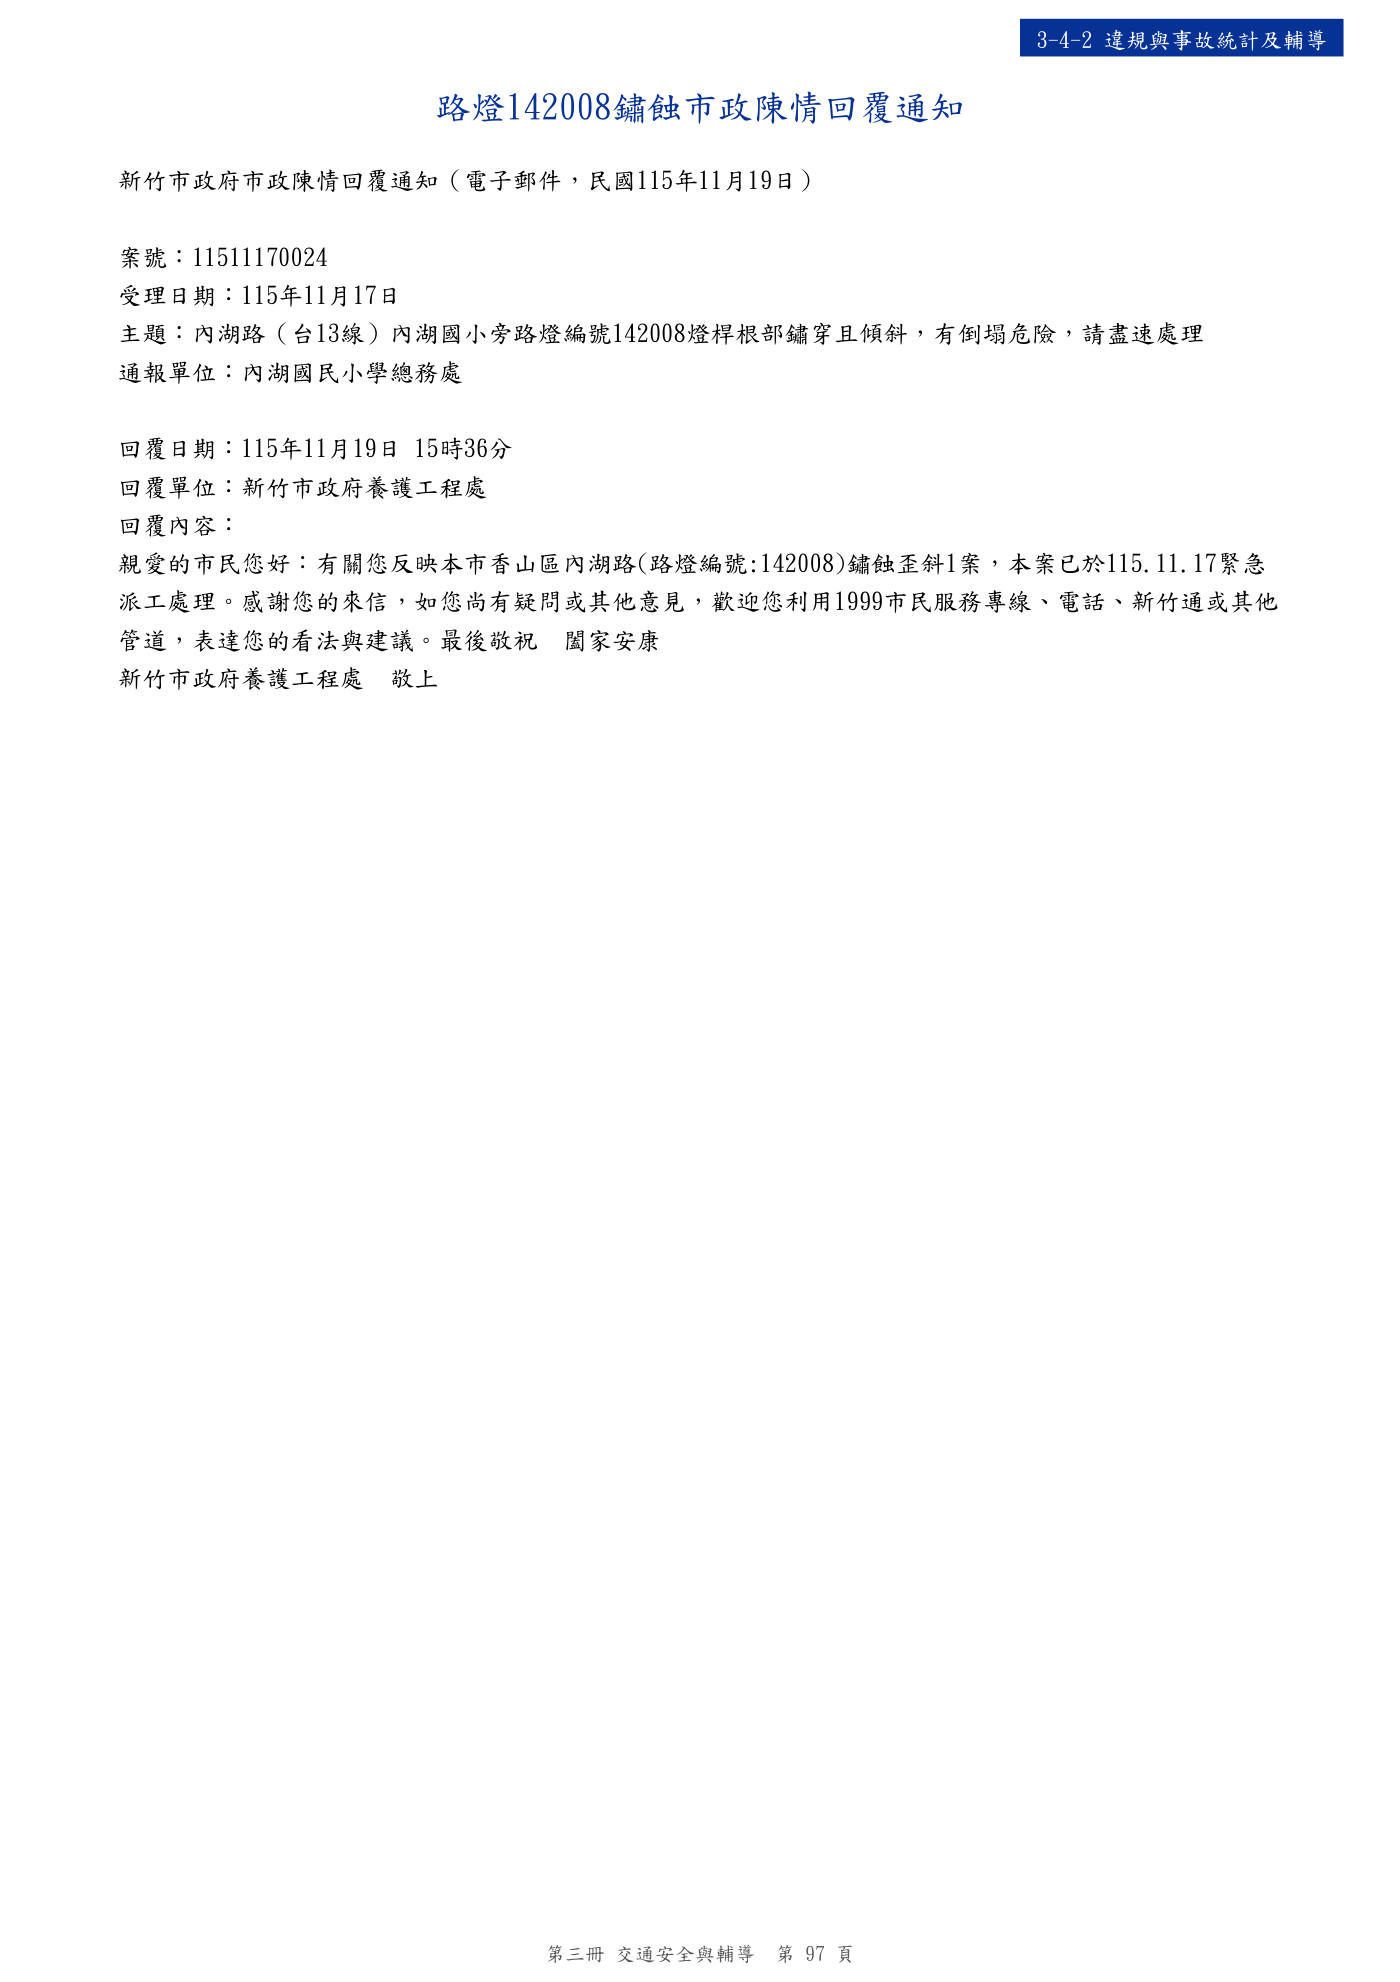 3-4-2 違規與事故統計及輔導
路燈142008鏽蝕市政陳情回覆通知
新竹市政府市政陳情回覆通知（電子郵件，民國115年11月19日）
案號：11511170024
受理日期：115年11月17日
主題：內湖路（台13線）內湖國小旁路燈編號142008燈桿根部鏽穿且傾斜，有倒塌危險，請盡速處理
通報單位：內湖國民小學總務處
回覆日期：115年11月19日 15時36分
回覆單位：新竹市政府養護工程處
回覆內容：
親愛的市民您好：有關您反映本市香山區內湖路(路燈編號:142008)鏽蝕歪斜1案，本案已於115.11.17緊急
派工處理。感謝您的來信，如您尚有疑問或其他意見，歡迎您利用1999市民服務專線、電話、新竹通或其他
管道，表達您的看法與建議。最後敬祝　闔家安康
新竹市政府養護工程處　敬上
第三冊 交通安全與輔導　第 97 頁